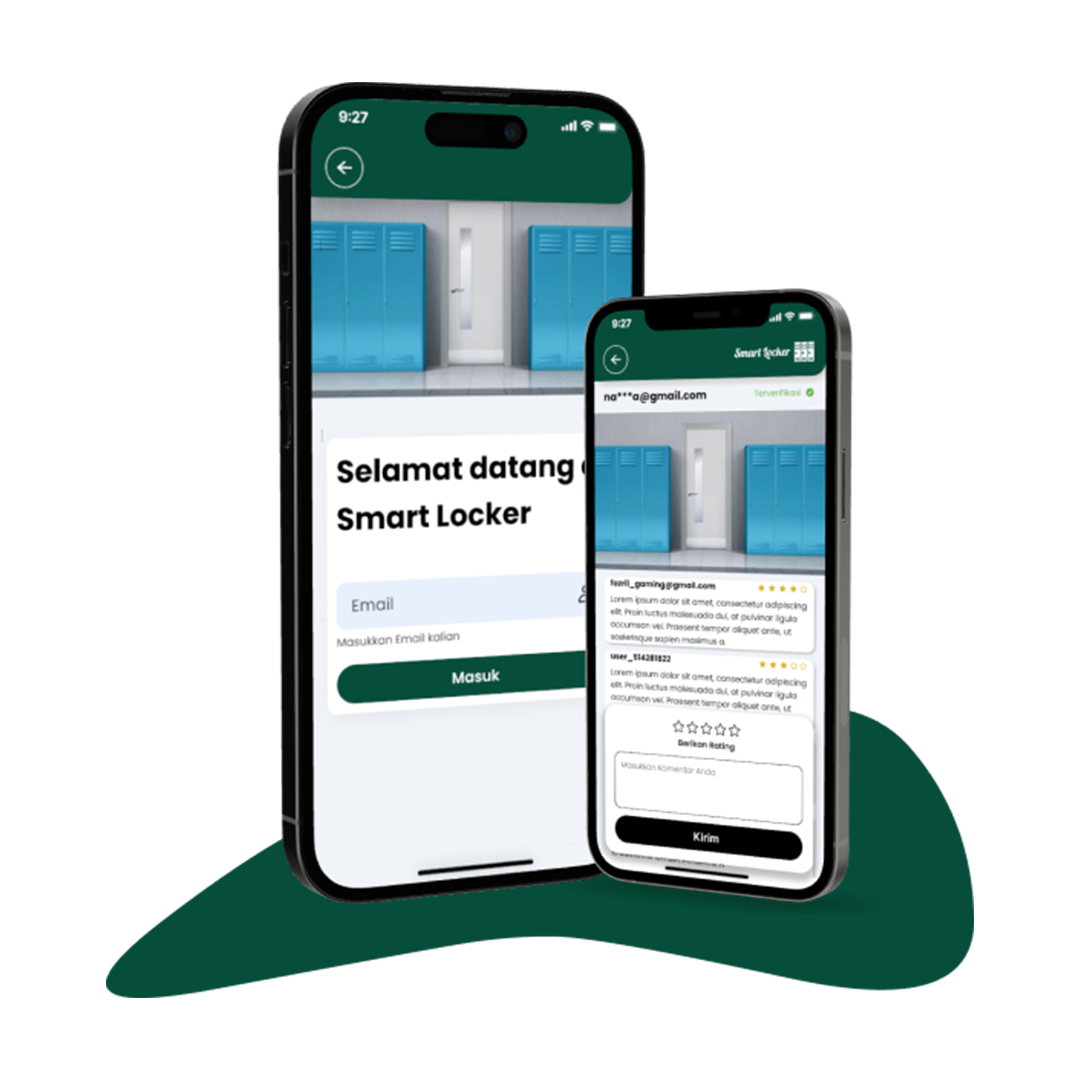 9:27
Selamat datang
Smart Locker
Email
Masukkan Email kalian
Masuk
9:27
Smart Locker
na***a@gmail.com
Terverifikasi
fezril_gaming@gmail.com
Lorem ipsum dolor sit amet, consectetur adipiscing
elit. Proin luctus malesuada dui, at pulvinar ligula
accumsan vel. Praesent tempor aliquet ante, ut
scelerisque sapien maximus a.
user_514281822
Lorem ipsum dolor sit amet, consectetur adipiscing
elit. Proin luctus malesuada dui, at pulvinar ligula
accumsan vel. Praesent tempor aliquet ante, ut
Berikan Rating
Masukkan Komentar Anda
Kirim